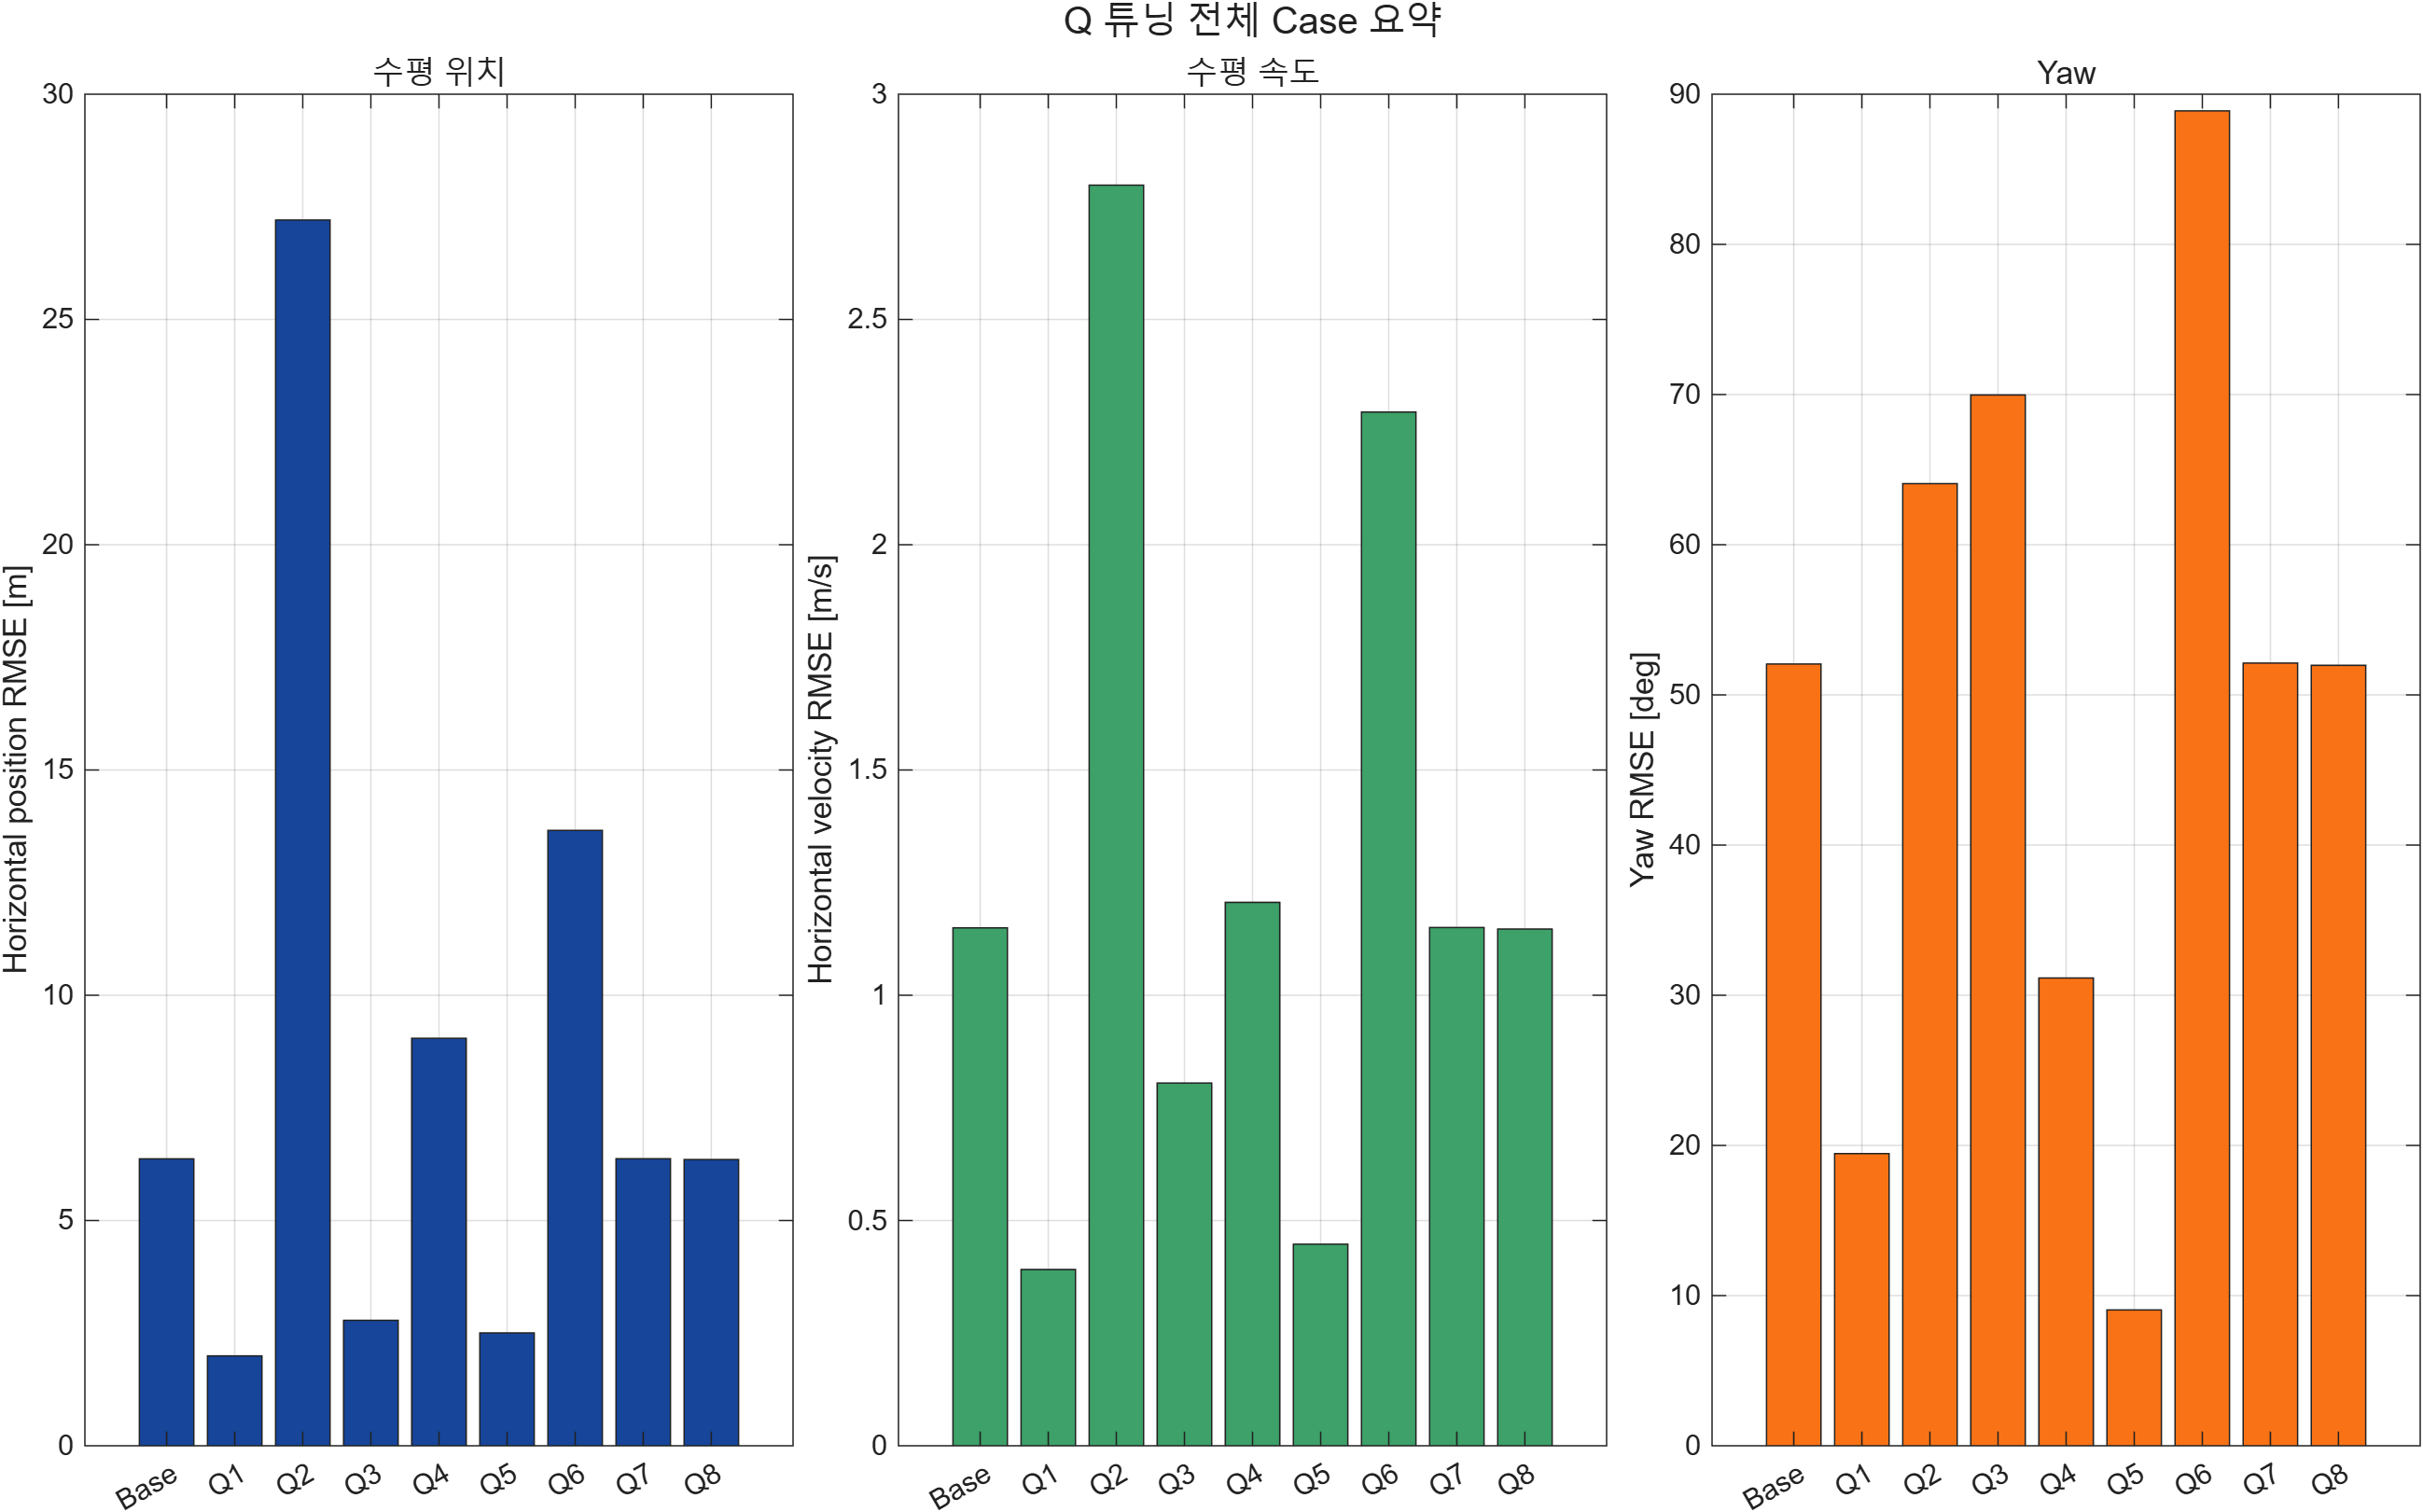 Q 튜닝 전체 Case 요약
수평 위치
Horizontal position RMSE [m]
30
25
20
15
10
5
0
Base Q1 Q2 Q3 Q4 Q5 Q6 Q7 Q8
수평 속도
Horizontal velocity RMSE [m/s]
3
2.5
2
1.5
1
0.5
0
Base Q1 Q2 Q3 Q4 Q5 Q6 Q7 Q8
Yaw
Yaw RMSE [deg]
90
80
70
60
50
40
30
20
10
0
Base Q1 Q2 Q3 Q4 Q5 Q6 Q7 Q8